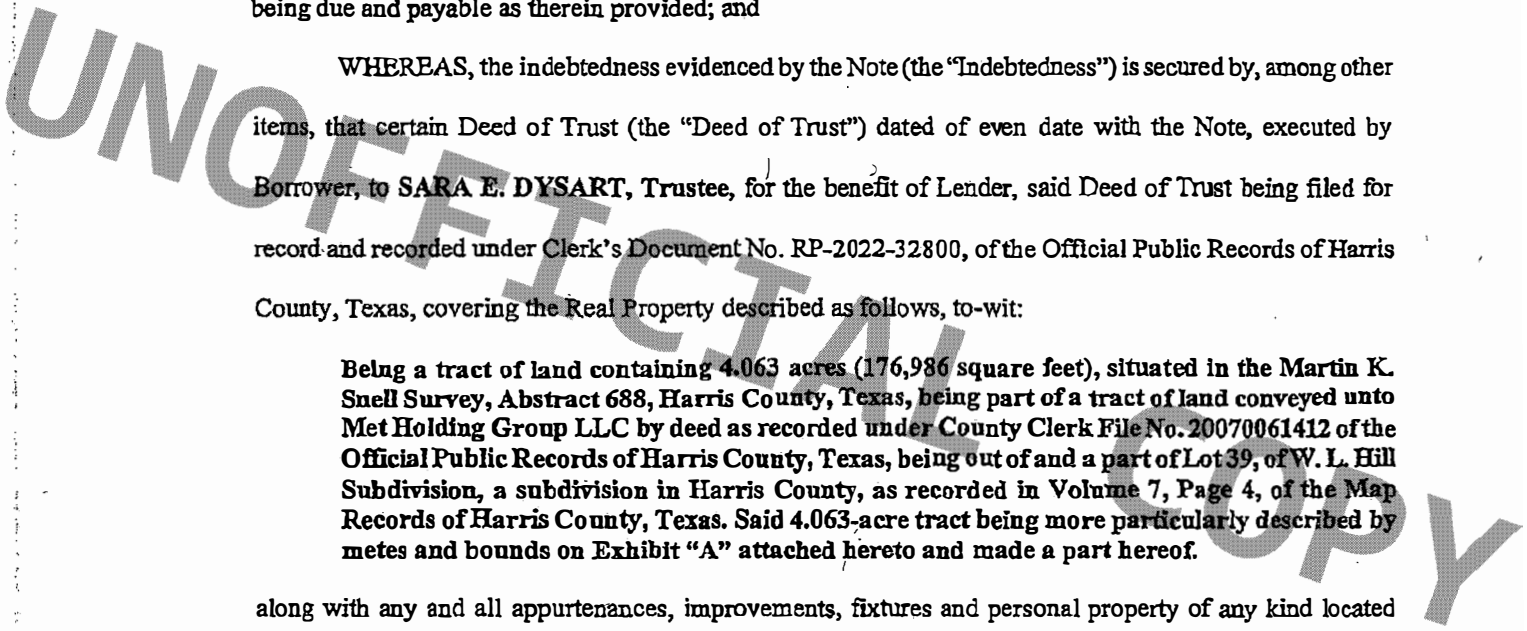 being due and payable as therein provided; and
WHEREAS, the indebtedness evidenced by the Note (the "Indebtedness") is secured by, among other
items, that certain Deed of Trust (the "Deed of Trust") dated of even date with the Note, executed by
Borrower, to SARA E. DYSART, Trustee, for the benefit of Lender, said Deed of Trust being filed for
record and recorded under Clerk's Document No. RP-2022-32800, of the Official Public Records of Harris
County, Texas, covering the Real Property described as follows, to-wit:
Being a tract of land containing 4.063 acres (176,986 square feet), situated in the Martin K.
Snell Survey, Abstract 688, Harris County, Texas, being part of a tract of land conveyed unto
Met Holding Group LLC by deed as recorded under County Clerk File No. 20070061412 of the
Official Public Records of Harris County, Texas, being out of and a part of Lot 39, of W. L. Hill
Subdivision, a subdivision in Harris County, as recorded in Volume 7, Page 4, of the Map
Records of Harris County, Texas. Said 4.063-acre tract being more particularly described by
metes and bounds on Exhibit "A" attached hereto and made a part hereof.
along with any and all appurtenances, improvements, fixtures and personal property of any kind located
UNOFFICIAL COPY